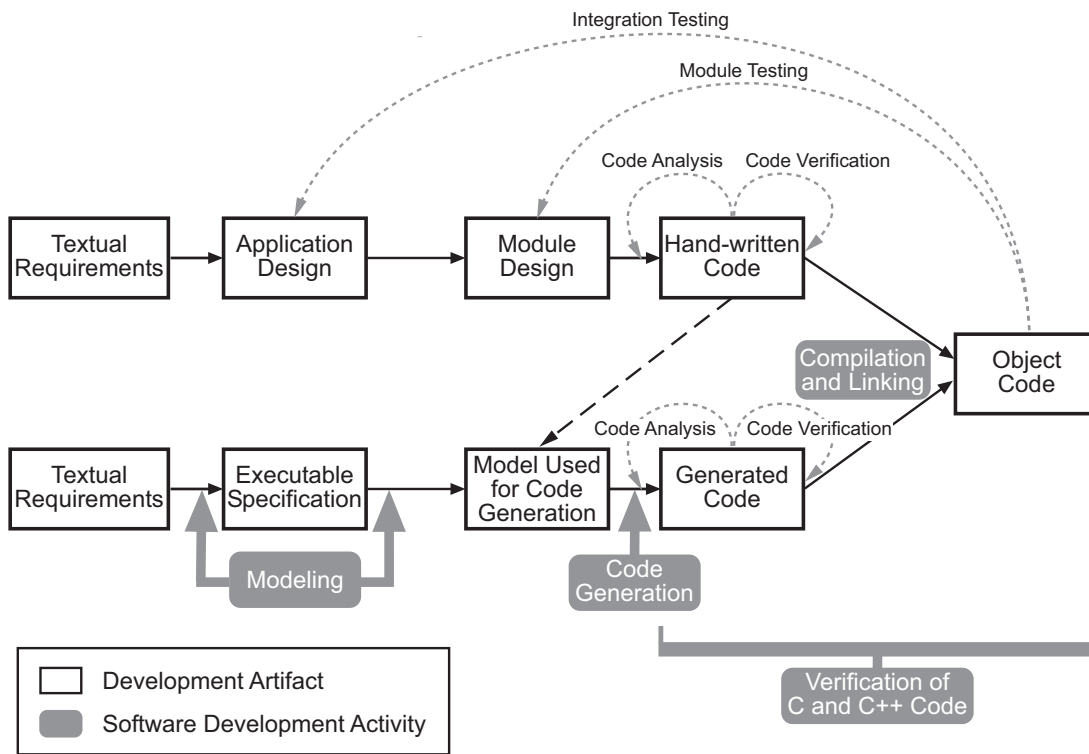 Integration Testing
Module Testing
Code Analysis
Code Verification
Textual
Requirements
Application
Design
Module
Design
Hand-written
Code
Compilation
and Linking
Object
Code
Code Analysis
Code Verification
Textual
Requirements
Executable
Specification
Model Used
for Code
Generation
Generated
Code
Modeling
Code
Generation
Development Artifact
Software Development Activity
Verification of
C and C++ Code